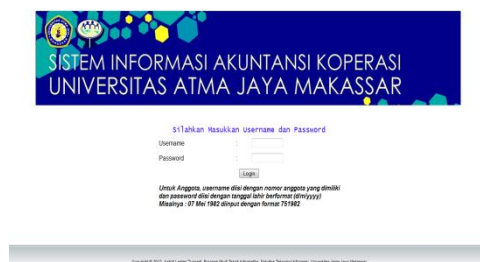 SISTEM INFORMASI AKUNTANSI KOPERASI
UNIVERSITAS ATMA JAYA MAKASSAR
Silahkan Masukkan Username dan Password
Username :
Password :
Login
Untuk Anggota, username diisi dengan nomor anggota yang dimiliki
dan password diisi dengan tanggal lahir berformat (dmyyyy)
Misalnya : 07 Mei 1982 diinput dengan format 751982